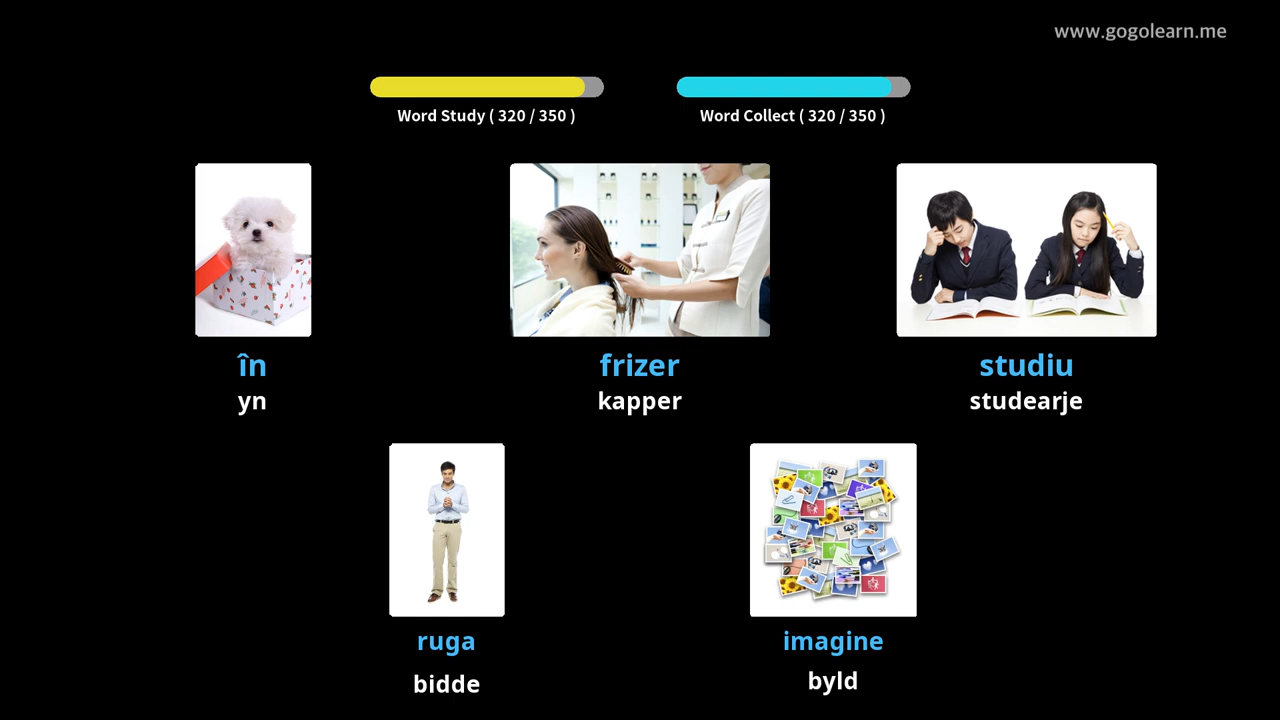 www.gogolearn.me
Word Study ( 320 / 350 )
Word Collect ( 320 / 350 )
în
yn
frizer
kapper
studiu
studearje
ruga
bidde
imagine
byld